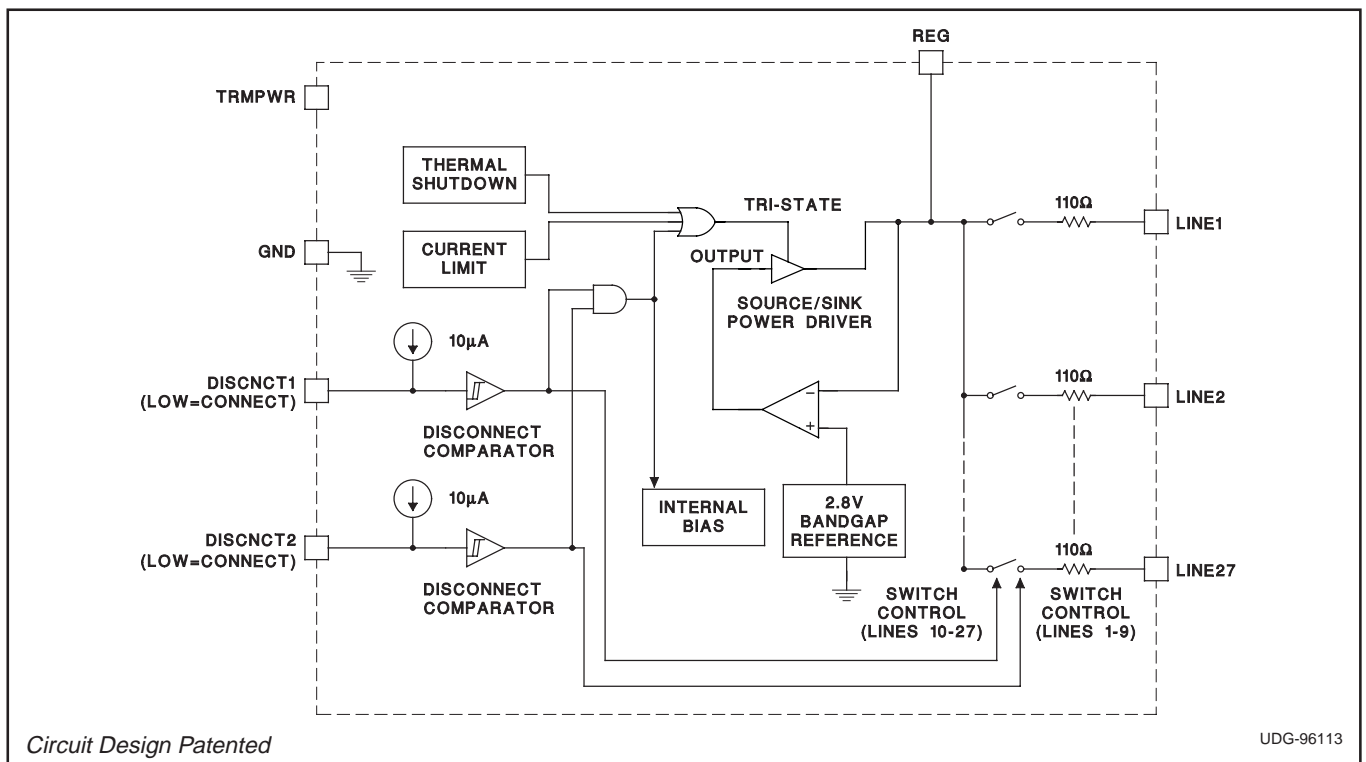 REG
TRMPWR
THERMAL
SHUTDOWN
TRI-STATE
110Ω
LINE1
GND
CURRENT
LIMIT
OUTPUT
SOURCE/SINK
POWER DRIVER
10µA
DISCNCT1
(LOW=CONNECT)
DISCONNECT
COMPARATOR
−
+
110Ω
LINE2
10µA
DISCNCT2
(LOW=CONNECT)
DISCONNECT
COMPARATOR
INTERNAL
BIAS
2.8V
BANDGAP
REFERENCE
110Ω
LINE27
SWITCH
CONTROL
(LINES 10-27)
SWITCH
CONTROL
(LINES 1-9)
Circuit Design Patented
UDG-96113